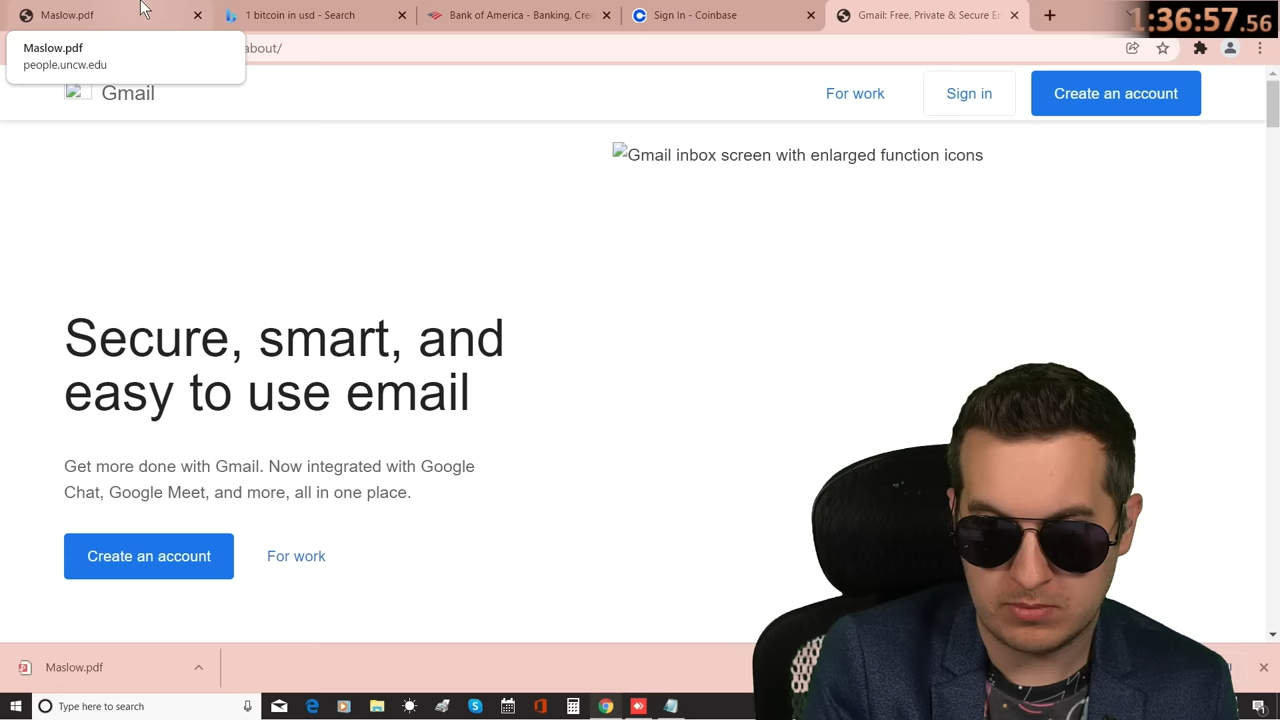 Maslow.pdf
1 bitcoin in usd - Search
Bank of America - Banking, Cre
Sign In - Coinbase
Gmail: Free, Private & Secure E
1:36:57.56
Maslow.pdf
people.uncw.edu
about/
Gmail
For work
Sign in
Create an account
Gmail inbox screen with enlarged function icons
Secure, smart, and
easy to use email
Get more done with Gmail. Now integrated with Google
Chat, Google Meet, and more, all in one place.
Create an account
For work
Maslow.pdf
Type here to search